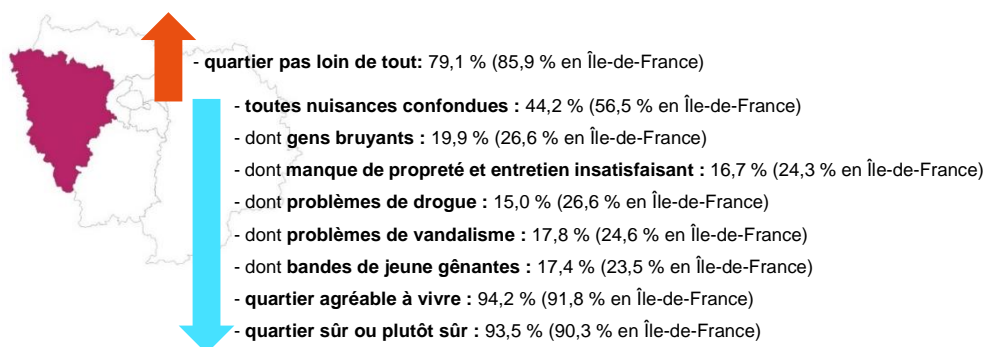 - quartier pas loin de tout: 79,1 % (85,9 % en Île-de-France)
- toutes nuisances confondues : 44,2 % (56,5 % en Île-de-France)
- dont gens bruyants : 19,9 % (26,6 % en Île-de-France)
- dont manque de propreté et entretien insatisfaisant : 16,7 % (24,3 % en Île-de-France)
- dont problèmes de drogue : 15,0 % (26,6 % en Île-de-France)
- dont problèmes de vandalisme : 17,8 % (24,6 % en Île-de-France)
- dont bandes de jeune gênantes : 17,4 % (23,5 % en Île-de-France)
- quartier agréable à vivre : 94,2 % (91,8 % en Île-de-France)
- quartier sûr ou plutôt sûr : 93,5 % (90,3 % en Île-de-France)